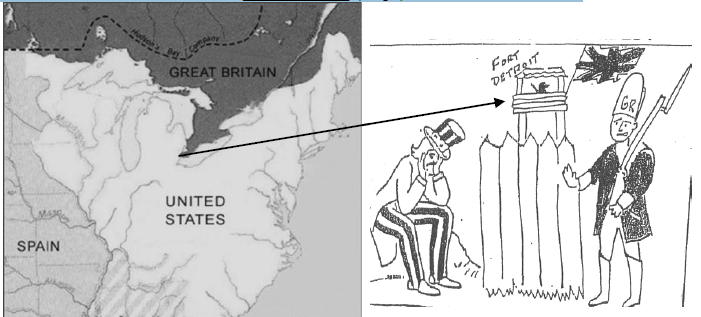 Hudson's Bay Company
GREAT BRITAIN
UNITED
STATES
SPAIN
FORT
DETROIT
GR